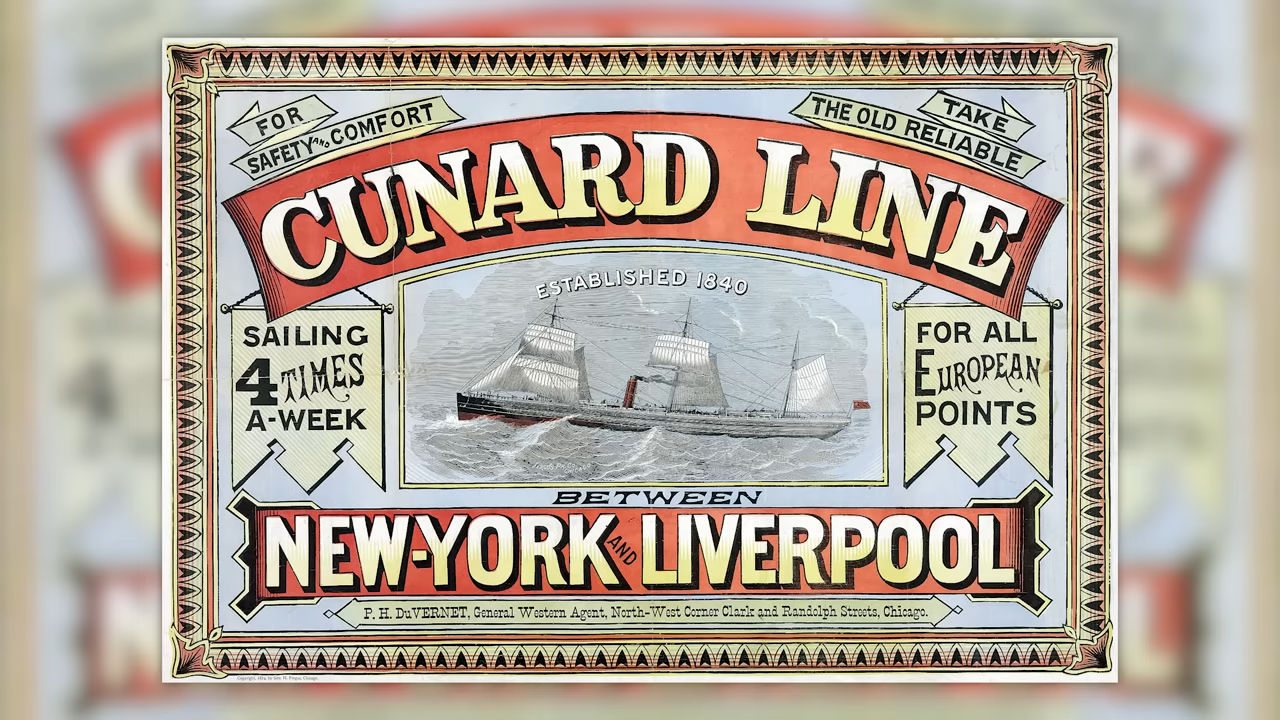 FOR
SAFETY AND COMFORT
TAKE
THE OLD RELIABLE
CUNARD LINE
ESTABLISHED 1840
SAILING
4 TIMES
A-WEEK
FOR ALL
EUROPEAN
POINTS
BETWEEN
NEW-YORK AND LIVERPOOL
P. H. DuVERNET, General Western Agent, North-West Corner Clark and Randolph Streets, Chicago.